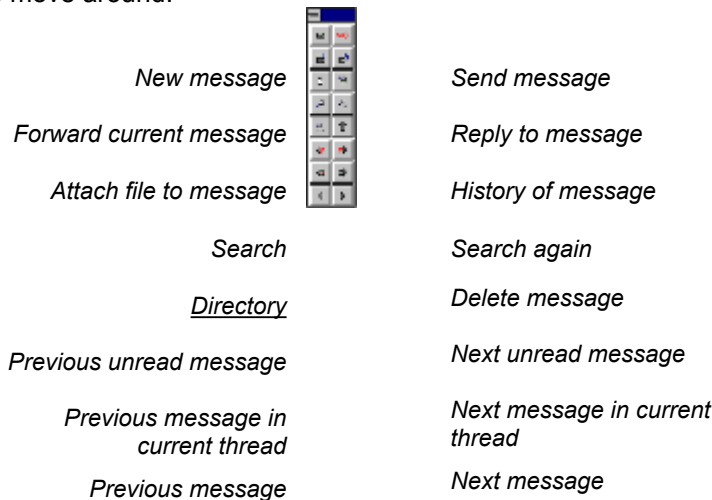 move around.
New message
Send message
Forward current message
Reply to message
Attach file to message
History of message
Search
Search again
Directory
Delete message
Previous unread message
Next unread message
Previous message in
current thread
Next message in current
thread
Previous message
Next message